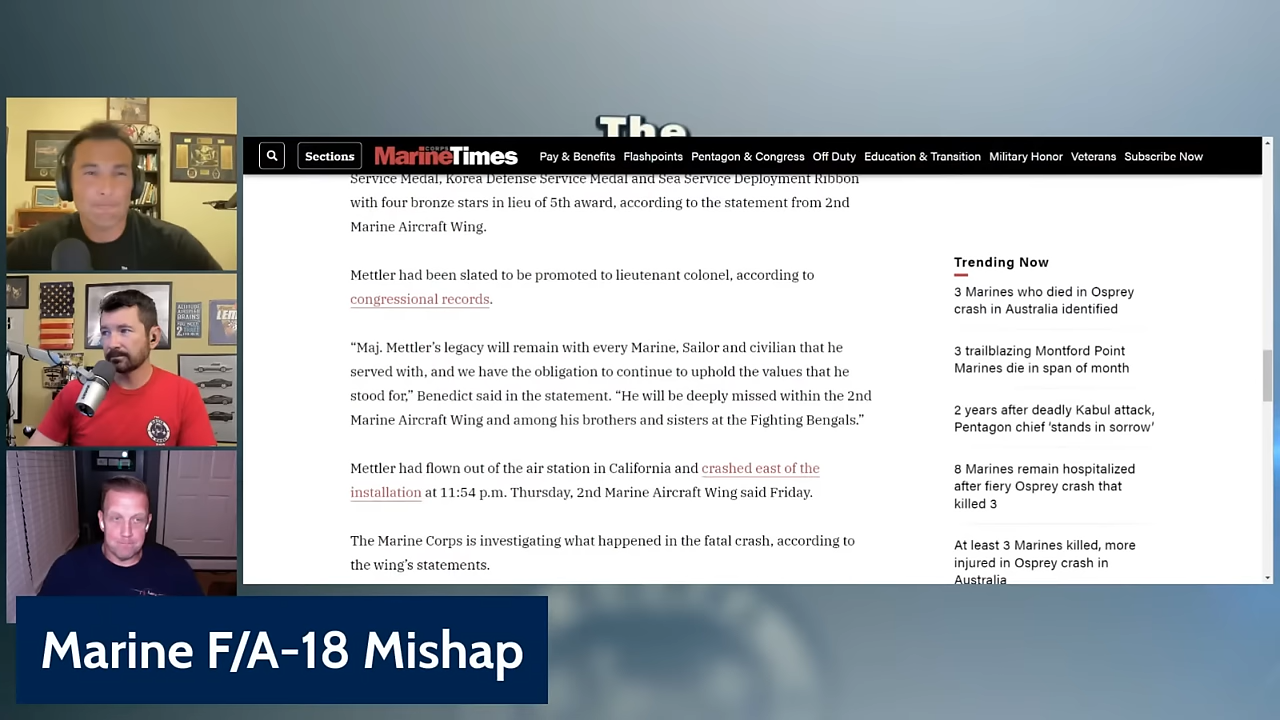 The
Sections
Marine CORPS Times
Pay & Benefits Flashpoints Pentagon & Congress Off Duty Education & Transition Military Honor Veterans Subscribe Now
Service Medal, Korea Defense Service Medal and Sea Service Deployment Ribbon
with four bronze stars in lieu of 5th award, according to the statement from 2nd
Marine Aircraft Wing.
Mettler had been slated to be promoted to lieutenant colonel, according to
congressional records.
“Maj. Mettler’s legacy will remain with every Marine, Sailor and civilian that he
served with, and we have the obligation to continue to uphold the values that he
stood for,” Benedict said in the statement. “He will be deeply missed within the 2nd
Marine Aircraft Wing and among his brothers and sisters at the Fighting Bengals.”
Mettler had flown out of the air station in California and crashed east of the
installation at 11:54 p.m. Thursday, 2nd Marine Aircraft Wing said Friday.
The Marine Corps is investigating what happened in the fatal crash, according to
the wing’s statements.
Trending Now
3 Marines who died in Osprey
crash in Australia identified
3 trailblazing Montford Point
Marines die in span of month
2 years after deadly Kabul attack,
Pentagon chief ‘stands in sorrow’
8 Marines remain hospitalized
after fiery Osprey crash that
killed 3
At least 3 Marines killed, more
injured in Osprey crash in
Australia
Marine F/A-18 Mishap